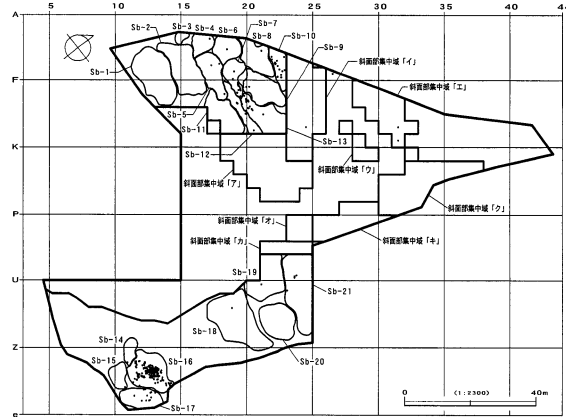 5 10 15 20 25 30 35 40 44
A
F
K
P
U
Z
e
Sb-1
Sb-2
Sb-3
Sb-4
Sb-6
Sb-7
Sb-8
Sb-10
Sb-9
斜面部集中域「イ」
斜面部集中域「エ」
Sb-5
Sb-11
Sb-12
Sb-13
斜面部集中域「ア」
斜面部集中域「ウ」
斜面部集中域「ク」
斜面部集中域「オ」
斜面部集中域「カ」
斜面部集中域「キ」
Sb-19
Sb-21
Sb-18
Sb-20
Sb-14
Sb-15
Sb-16
Sb-17
0 (1:2300) 40m